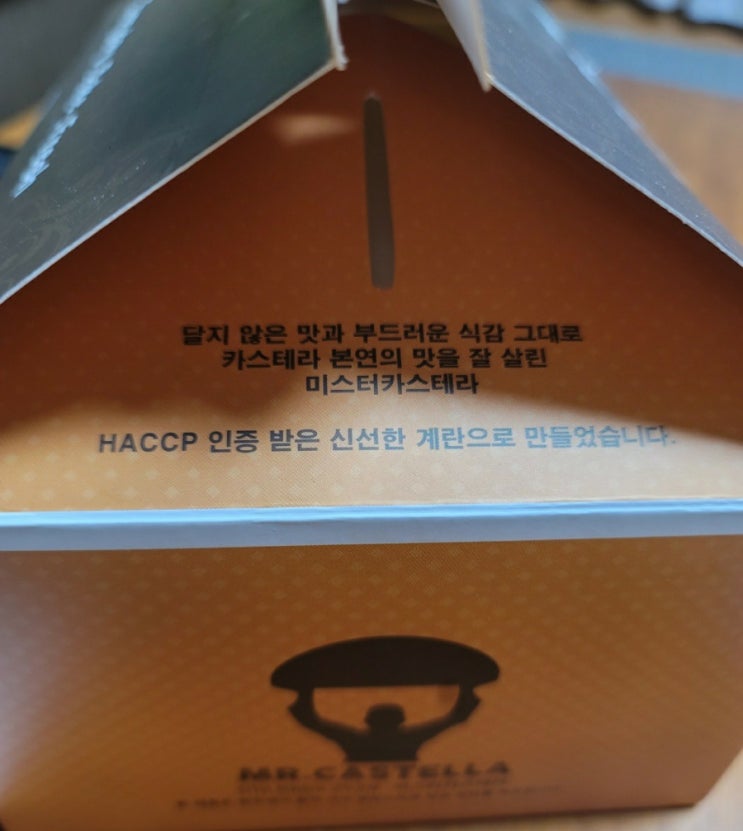 달지 않은 맛과 부드러운 식감 그대로
카스테라 본연의 맛을 잘 살린
미스터카스테라
HACCP 인증 받은 신선한 계란으로 만들었습니다.
MR.CASTELLA